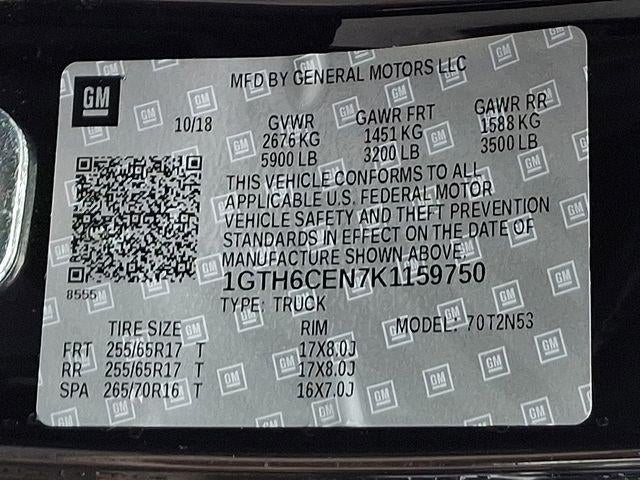 GM
MFD BY GENERAL MOTORS LLC
10/18 GVWR GAWR FRT GAWR RR
2676 KG 1451 KG 1588 KG
5900 LB 3200 LB 3500 LB
THIS VEHICLE CONFORMS TO ALL
APPLICABLE U.S. FEDERAL MOTOR
VEHICLE SAFETY AND THEFT PREVENTION
STANDARDS IN EFFECT ON THE DATE OF
MANUFACTURE SHOWN ABOVE.
8555
1GTH6CEN7K1159750
TYPE: TRUCK
TIRE SIZE RIM MODEL: 70T2N53
FRT 255/65R17 T 17X8.0J
RR 255/65R17 T 17X8.0J
SPA 265/70R16 T 16X7.0J